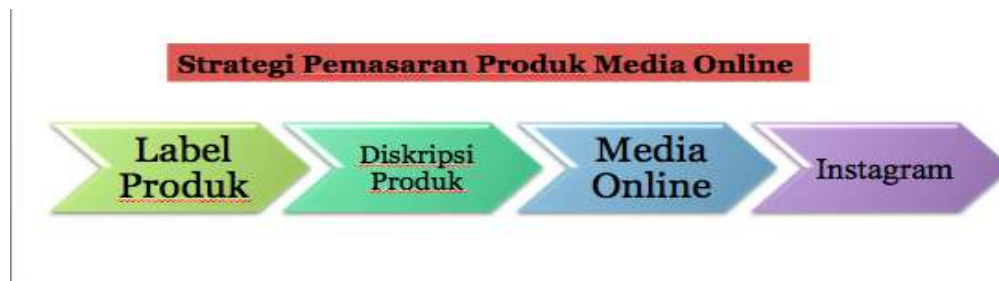 Strategi Pemasaran Produk Media Online
Label
Produk
Diskripsi
Produk
Media
Online
Instagram